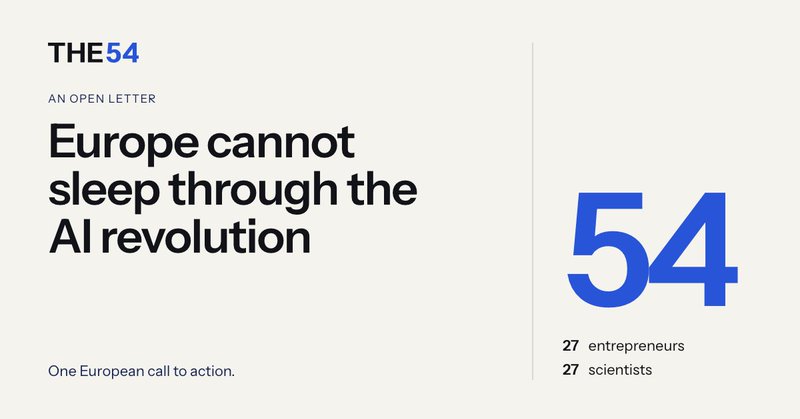 THE54
AN OPEN LETTER
Europe cannot
sleep through the
AI revolution
One European call to action.
54
27 entrepreneurs
27 scientists